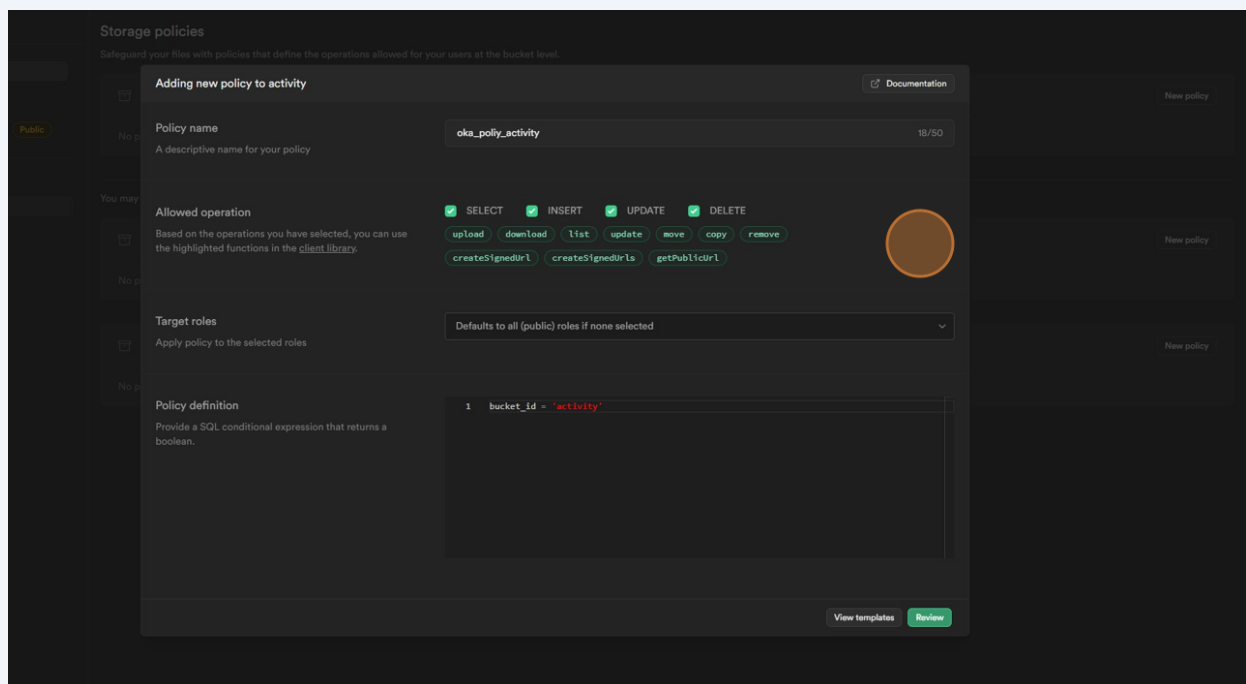 Storage policies
Safeguard your files with policies that define the operations allowed for your users at the bucket level.
Adding new policy to activity
Documentation
New policy
Public
No p
Policy name
A descriptive name for your policy
oka_poliy_activity
18/50
You may
Allowed operation
Based on the operations you have selected, you can use
the highlighted functions in the client library.
SELECT INSERT UPDATE DELETE
upload download list update move copy remove
createSignedUrl createSignedUrls getPublicUrl
New policy
No p
Target roles
Apply policy to the selected roles
Defaults to all (public) roles if none selected
New policy
No p
Policy definition
Provide a SQL conditional expression that returns a
boolean.
1 bucket_id = 'activity'
View templates
Review